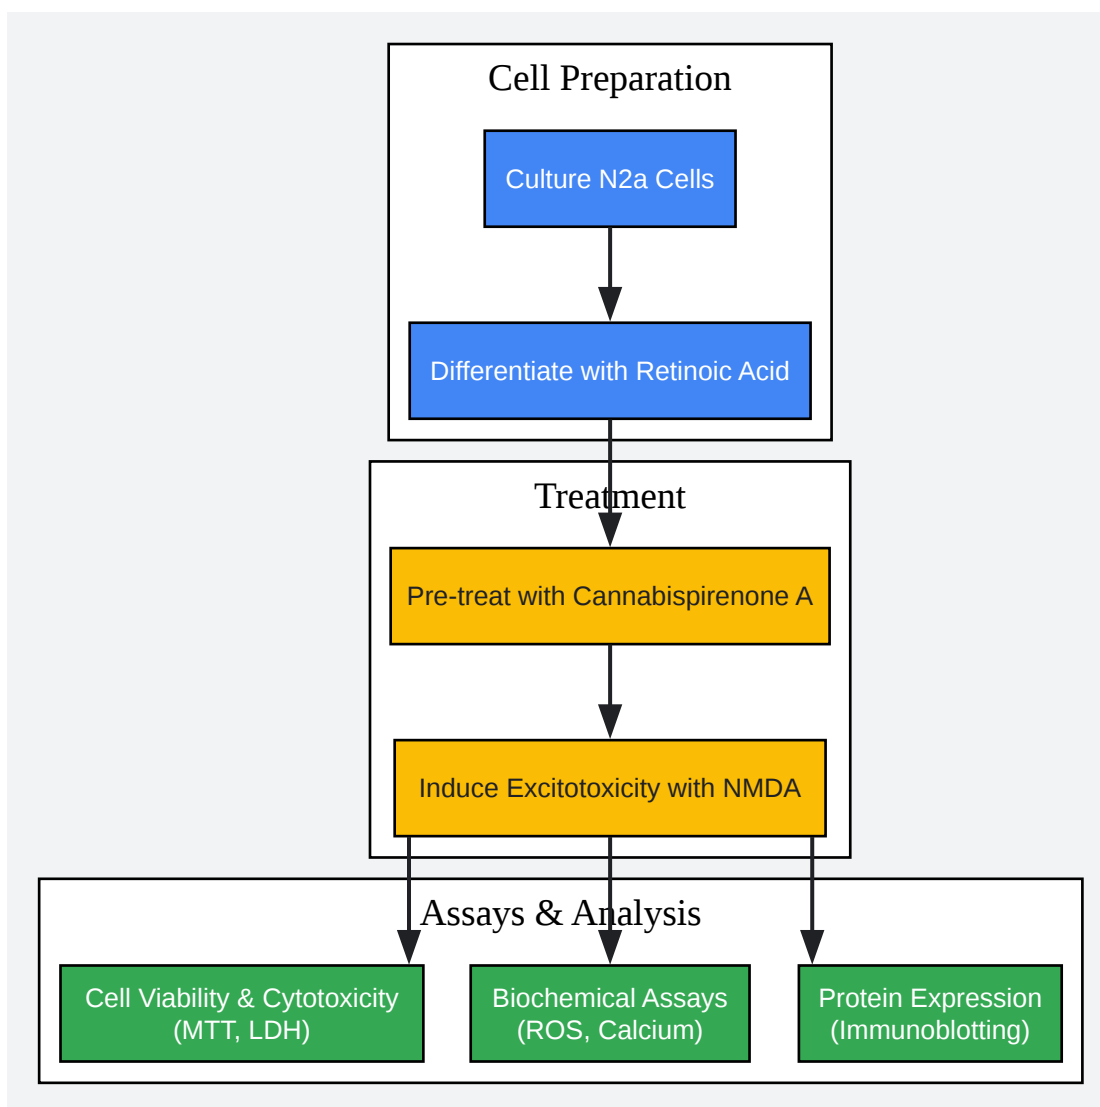 Cell Preparation
Culture N2a Cells
Differentiate with Retinoic Acid
Treatment
Pre-treat with Cannabispirenone A
Induce Excitotoxicity with NMDA
Assays & Analysis
Cell Viability & Cytotoxicity
(MTT, LDH)
Biochemical Assays
(ROS, Calcium)
Protein Expression
(Immunoblotting)